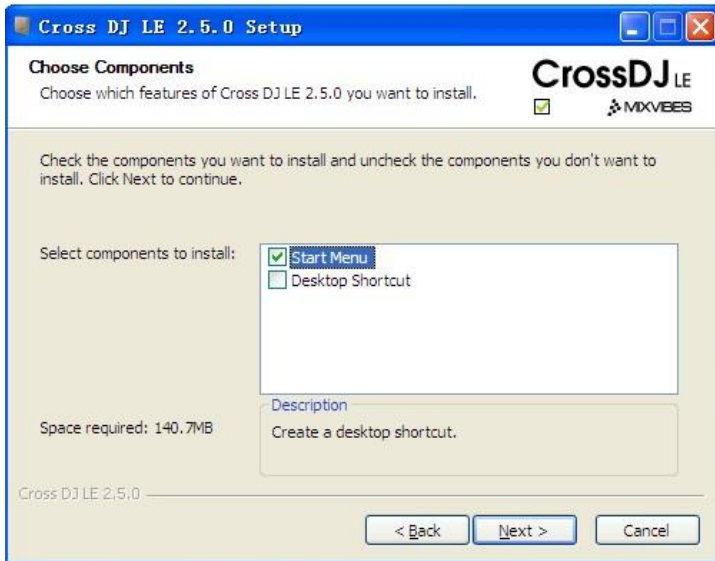 Cross DJ LE 2.5.0 Setup
Choose Components
Choose which features of Cross DJ LE 2.5.0 you want to install.
CrossDJ LE
MIXVIBES
Check the components you want to install and uncheck the components you don't want to
install. Click Next to continue.
Select components to install:
Start Menu
Desktop Shortcut
Space required: 140.7MB
Description
Create a desktop shortcut.
Cross DJ LE 2.5.0
< Back
Next >
Cancel